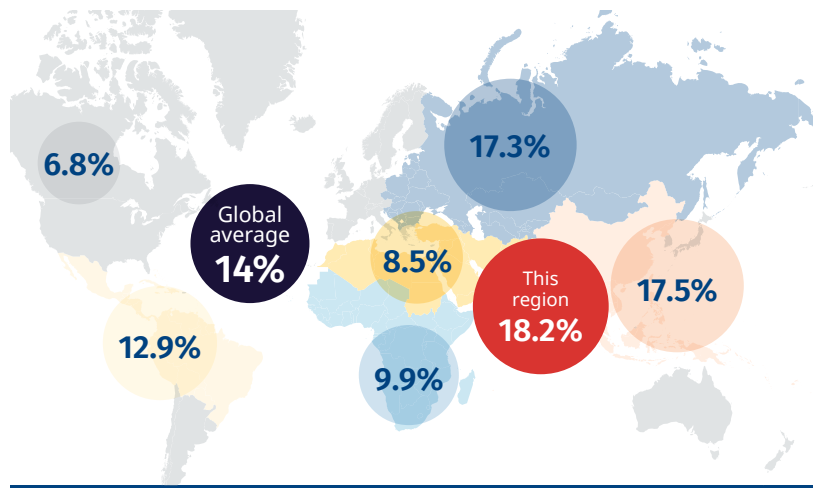 6.8%
17.3%
Global
average
14%
8.5%
This
region
18.2%
17.5%
12.9%
9.9%